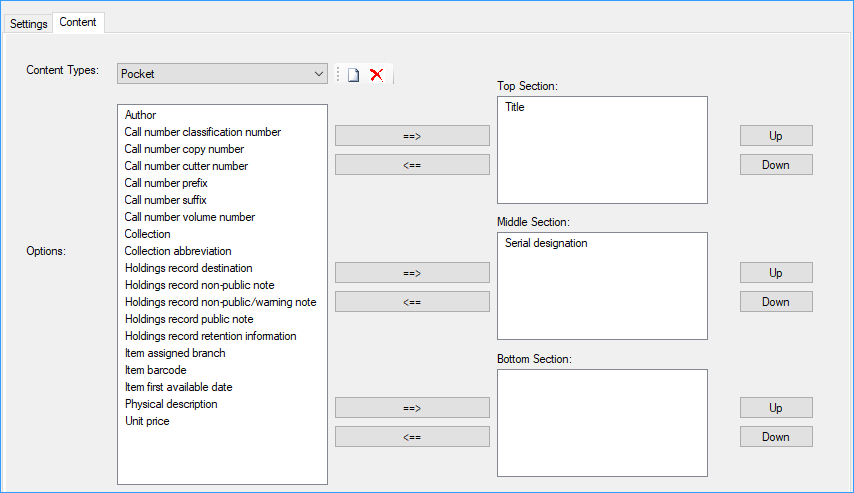 Settings
Content
Content Types:
Pocket
Options:
Author
Call number classification number
Call number copy number
Call number cutter number
Call number prefix
Call number suffix
Call number volume number
Collection
Collection abbreviation
Holdings record destination
Holdings record non-public note
Holdings record non-public/warning note
Holdings record public note
Holdings record retention information
Item assigned branch
Item barcode
Item first available date
Physical description
Unit price
==>
<==
Top Section:
Title
Up
Down
==>
<==
Middle Section:
Serial designation
Up
Down
==>
<==
Bottom Section:
Up
Down